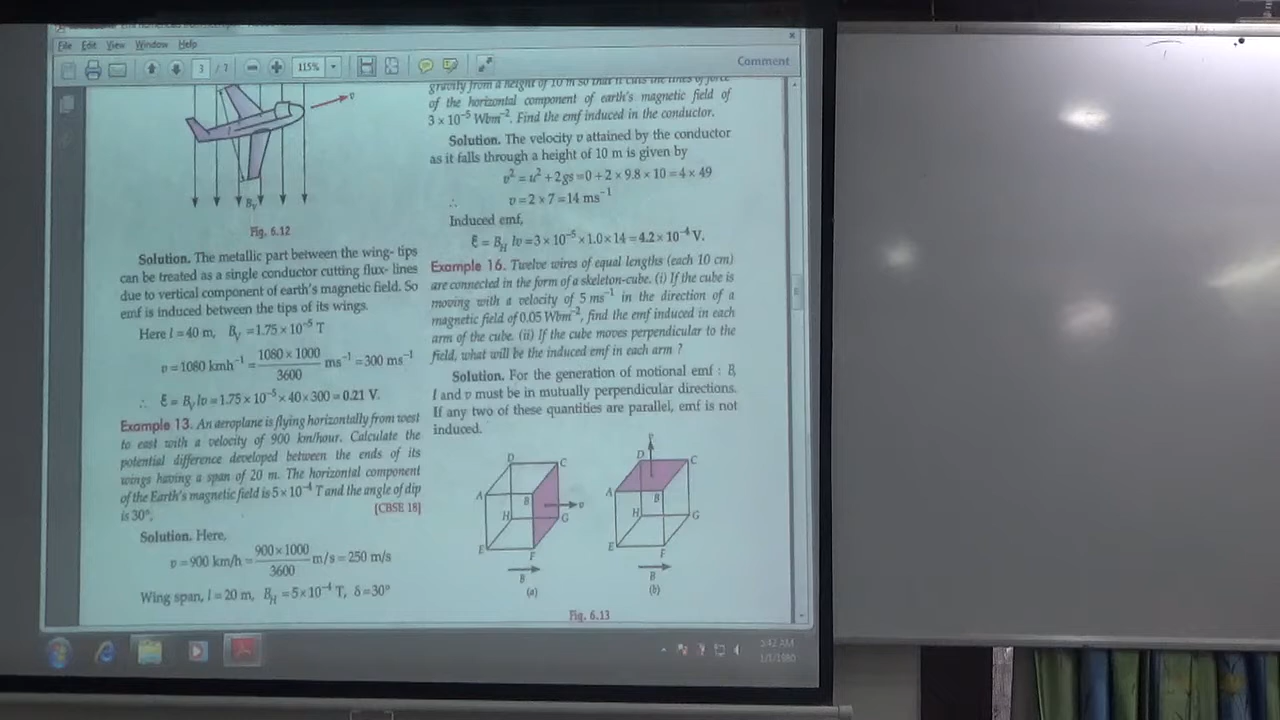 File Edit View Window Help
3 / 7
115%
Comment
v
B_V
Fig. 6.12
Solution. The metallic part between the wing- tips
can be treated as a single conductor cutting flux- lines
due to vertical component of earth's magnetic field. So
emf is induced between the tips of its wings.
Here l = 40 m, B_V = 1.75 × 10⁻⁵ T
v = 1080 kmh⁻¹ = 1080 × 1000 / 3600 ms⁻¹ = 300 ms⁻¹
∴ ξ = B_V lv = 1.75 × 10⁻⁵ × 40 × 300 = 0.21 V.
Example 13. An aeroplane is flying horizontally from west
to east with a velocity of 900 km/hour. Calculate the
potential difference developed between the ends of its
wings having a span of 20 m. The horizontal component
of the Earth's magnetic field is 5 × 10⁻⁴ T and the angle of dip
is 30°. [CBSE 18]
Solution. Here,
v = 900 km/h = 900 × 1000 / 3600 m/s = 250 m/s
Wing span, l = 20 m, B_H = 5 × 10⁻⁴ T, δ = 30°
gravity from a height of 10 m so that it cuts the lines of force
of the horizontal component of earth's magnetic field of
3 × 10⁻⁵ Wbm⁻². Find the emf induced in the conductor.
Solution. The velocity v attained by the conductor
as it falls through a height of 10 m is given by
v² = u² + 2gs = 0 + 2 × 9.8 × 10 = 4 × 49
∴ v = 2 × 7 = 14 ms⁻¹
Induced emf,
ξ = B_H lv = 3 × 10⁻⁵ × 1.0 × 14 = 4.2 × 10⁻⁴ V.
Example 16. Twelve wires of equal lengths (each 10 cm)
are connected in the form of a skeleton-cube. (i) If the cube is
moving with a velocity of 5 ms⁻¹ in the direction of a
magnetic field of 0.05 Wbm⁻², find the emf induced in each
arm of the cube. (ii) If the cube moves perpendicular to the
field, what will be the induced emf in each arm ?
Solution. For the generation of motional emf : B,
l and v must be in mutually perpendicular directions.
If any two of these quantities are parallel, emf is not
induced.
D C
A B
H G
E F
v
B
(a)
v
D C
A B
H G
E F
B
(b)
Fig. 6.13
5:42 AM
1/1/1980